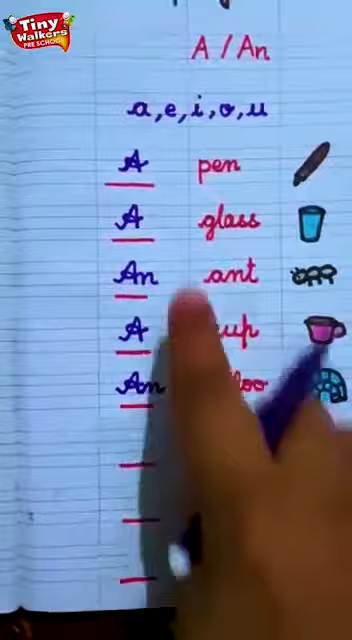 Tiny
Walkers
PRE SCHOOL
A / An
a, e, i, o, u
A pen
A glass
An ant
A
An